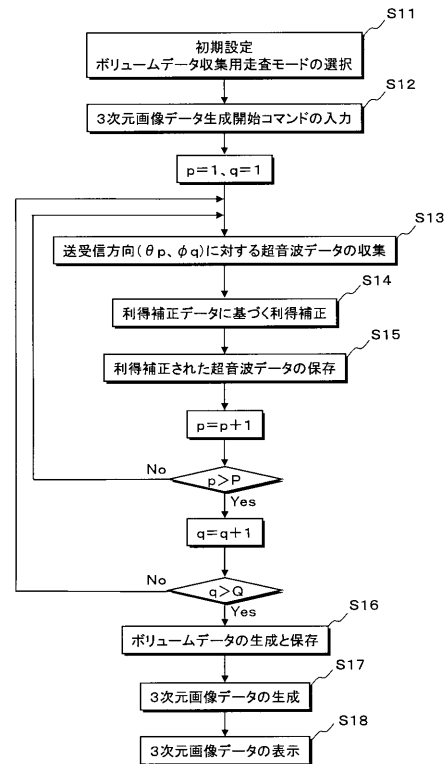 S11
初期設定
ボリュームデータ収集用走査モードの選択
S12
3次元画像データ生成開始コマンドの入力
p=1、q=1
S13
送受信方向(θp、φq)に対する超音波データの収集
S14
利得補正データに基づく利得補正
S15
利得補正された超音波データの保存
p=p+1
No
p>P
Yes
q=q+1
No
q>Q
Yes
S16
ボリュームデータの生成と保存
S17
3次元画像データの生成
S18
3次元画像データの表示